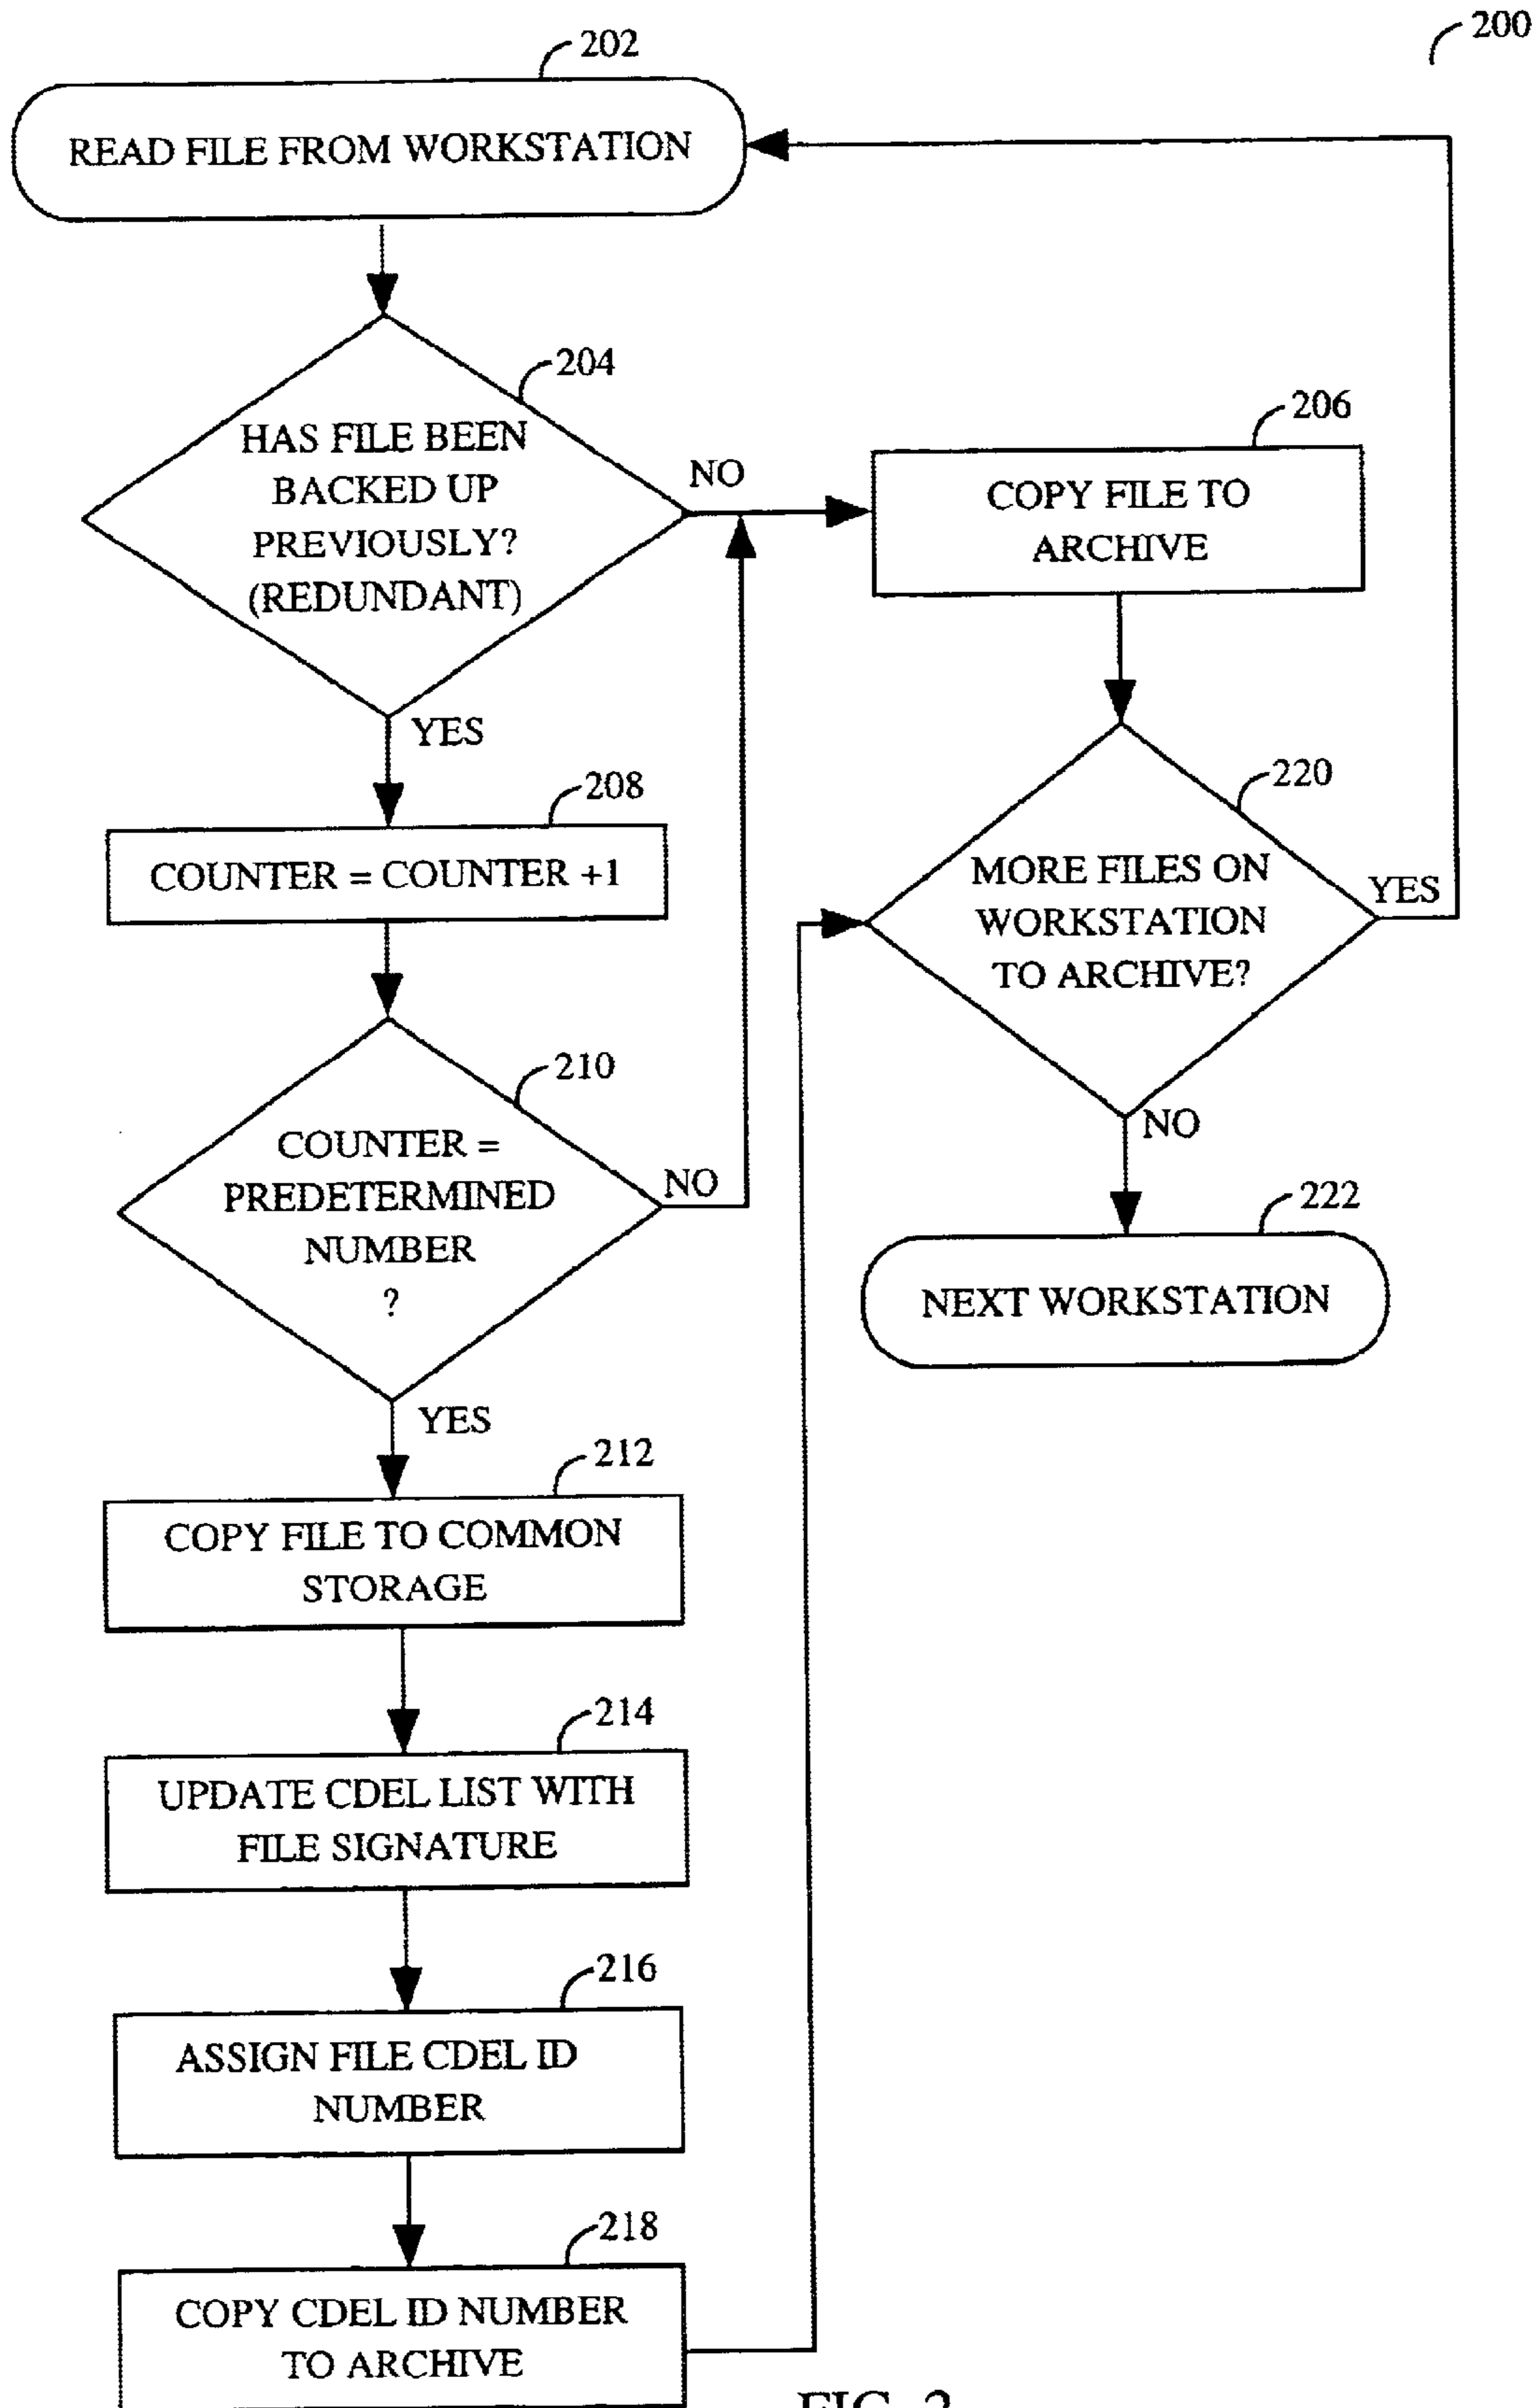 200
202
READ FILE FROM WORKSTATION
204
HAS FILE BEEN
BACKED UP
PREVIOUSLY?
(REDUNDANT)
NO
YES
206
COPY FILE TO
ARCHIVE
208
COUNTER = COUNTER +1
210
COUNTER =
PREDETERMINED
NUMBER
?
NO
YES
212
COPY FILE TO COMMON
STORAGE
214
UPDATE CDEL LIST WITH
FILE SIGNATURE
216
ASSIGN FILE CDEL ID
NUMBER
218
COPY CDEL ID NUMBER
TO ARCHIVE
220
MORE FILES ON
WORKSTATION
TO ARCHIVE?
YES
NO
222
NEXT WORKSTATION